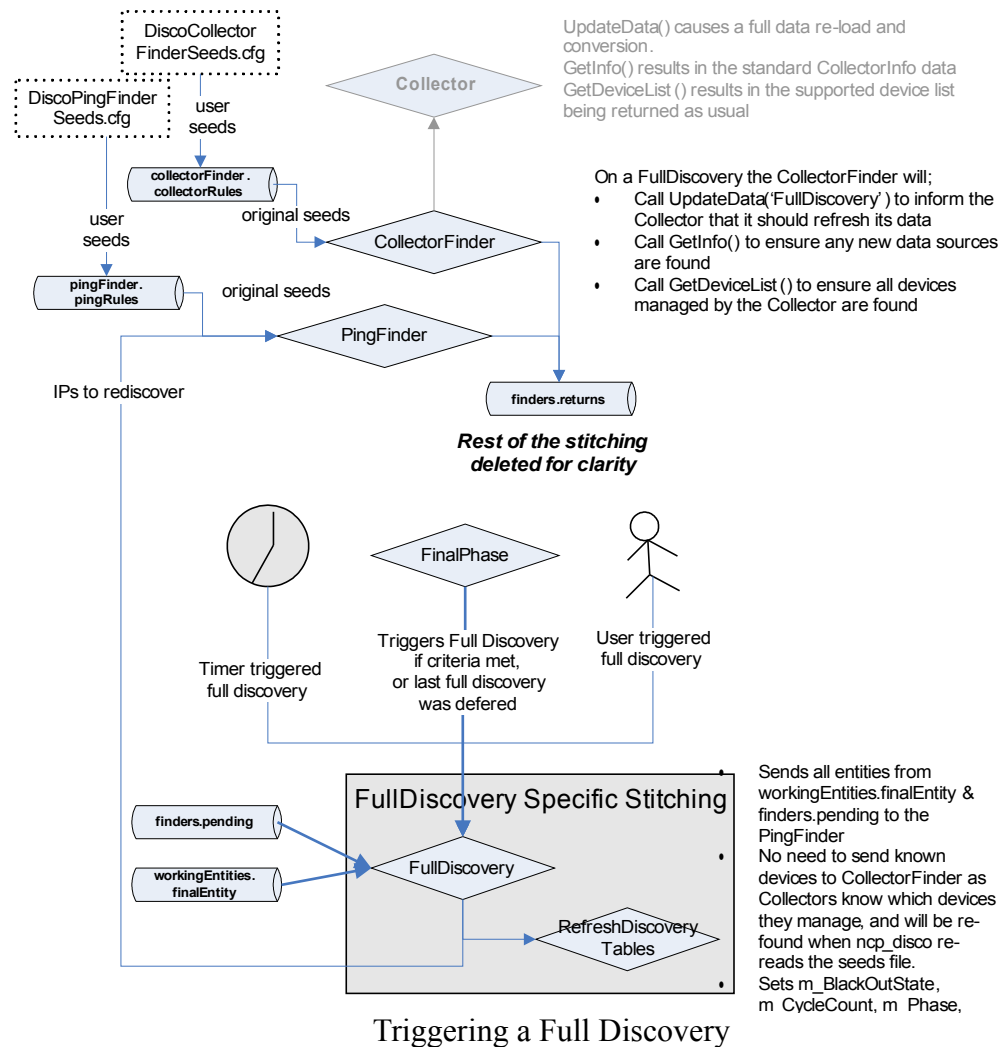 DiscoCollector
FinderSeeds.cfg
DiscoPingFinder
Seeds.cfg
user
seeds
user
seeds
collectorFinder.
collectorRules
original seeds
pingFinder.
pingRules
original seeds
Collector
CollectorFinder
PingFinder
UpdateData() causes a full data re-load and
conversion.
GetInfo() results in the standard CollectorInfo data
GetDeviceList () results in the supported device list
being returned as usual
On a FullDiscovery the CollectorFinder will;
• Call UpdateData('FullDiscovery' ) to inform the
Collector that it should refresh its data
• Call GetInfo() to ensure any new data sources
are found
• Call GetDeviceList () to ensure all devices
managed by the Collector are found
IPs to rediscover
finders.returns
Rest of the stitching
deleted for clarity
FinalPhase
Timer triggered
full discovery
Triggers Full Discovery
if criteria met,
or last full discovery
was defered
User triggered
full discovery
FullDiscovery Specific Stitching
finders.pending
workingEntities.
finalEntity
FullDiscovery
RefreshDiscovery
Tables
• Sends all entities from
workingEntities.finalEntity &
finders.pending to the
PingFinder
• No need to send known
devices to CollectorFinder as
Collectors know which devices
they manage, and will be re-
found when ncp_disco re-
reads the seeds file.
• Sets m_BlackOutState,
m_CycleCount, m_Phase,
Triggering a Full Discovery